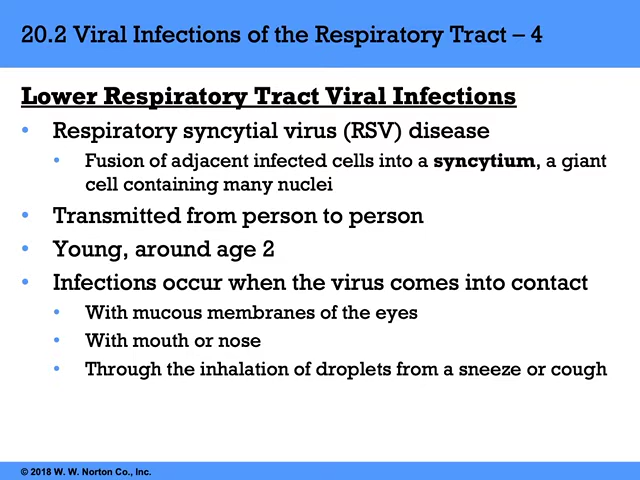 20.2 Viral Infections of the Respiratory Tract – 4
Lower Respiratory Tract Viral Infections
• Respiratory syncytial virus (RSV) disease
• Fusion of adjacent infected cells into a syncytium, a giant
cell containing many nuclei
• Transmitted from person to person
• Young, around age 2
• Infections occur when the virus comes into contact
• With mucous membranes of the eyes
• With mouth or nose
• Through the inhalation of droplets from a sneeze or cough
© 2018 W. W. Norton Co., Inc.